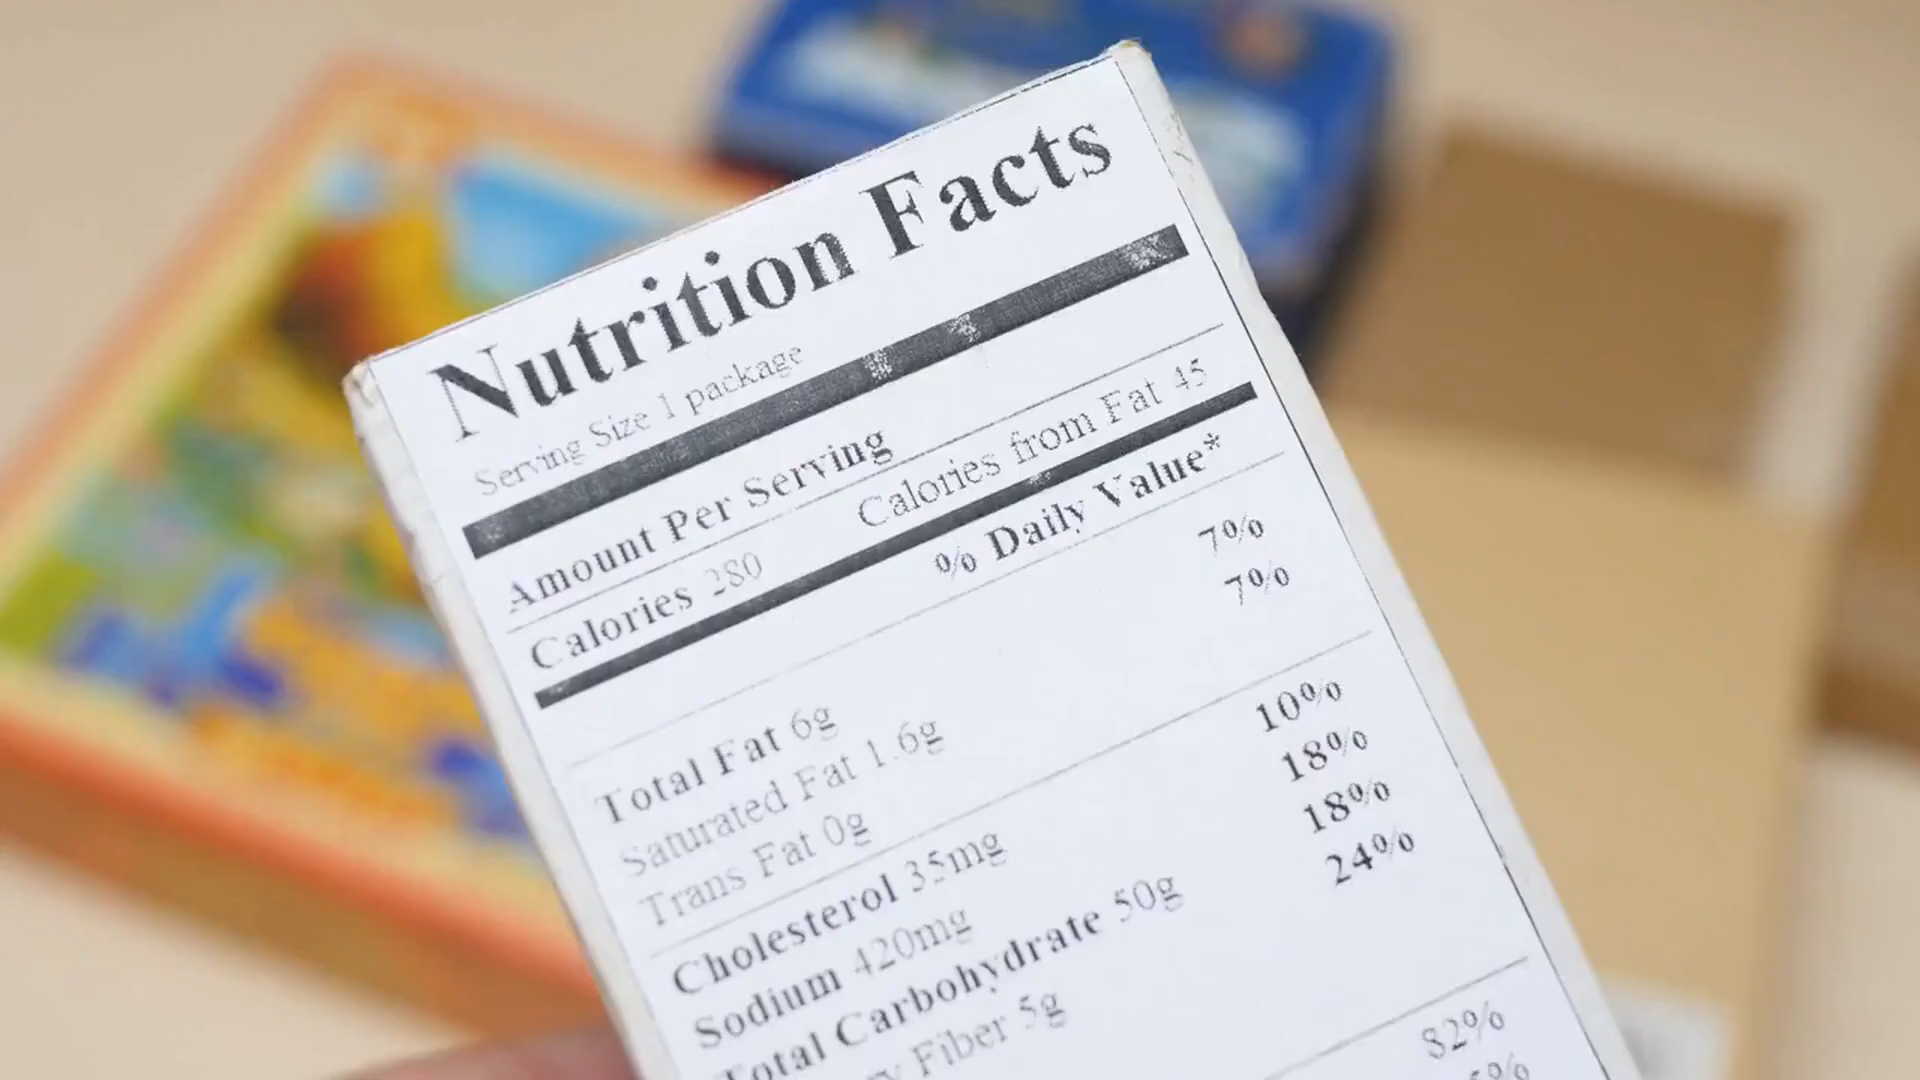 Nutrition Facts
Serving Size 1 package
Amount Per Serving
Calories 280 Calories from Fat 45
% Daily Value*
Total Fat 6g 7%
Saturated Fat 1.6g 7%
Trans Fat 0g
Cholesterol 35mg 10%
Sodium 420mg 18%
Total Carbohydrate 50g 18%
Fiber 5g 24%
82%